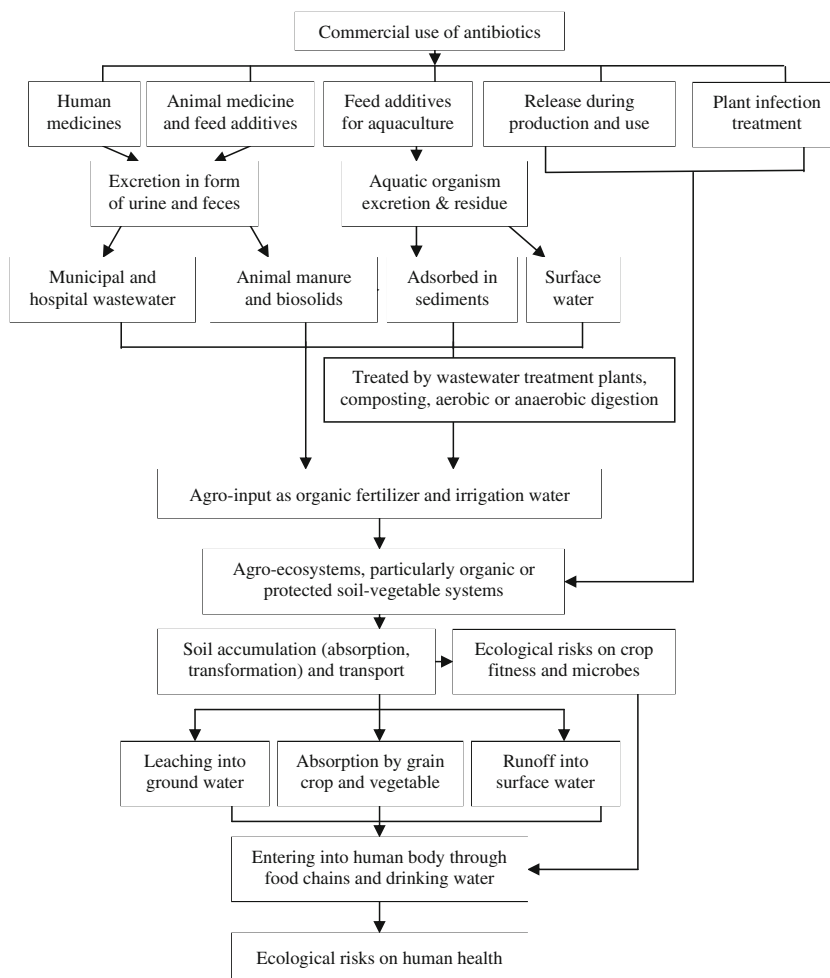 Commercial use of antibiotics
Human
medicines
Animal medicine
and feed additives
Feed additives
for aquaculture
Release during
production and use
Plant infection
treatment
Excretion in form
of urine and feces
Aquatic organism
excretion & residue
Municipal and
hospital wastewater
Animal manure
and biosolids
Adsorbed in
sediments
Surface
water
Treated by wastewater treatment plants,
composting, aerobic or anaerobic digestion
Agro-input as organic fertilizer and irrigation water
Agro-ecosystems, particularly organic or
protected soil-vegetable systems
Soil accumulation (absorption,
transformation) and transport
Ecological risks on crop
fitness and microbes
Leaching into
ground water
Absorption by grain
crop and vegetable
Runoff into
surface water
Entering into human body through
food chains and drinking water
Ecological risks on human health